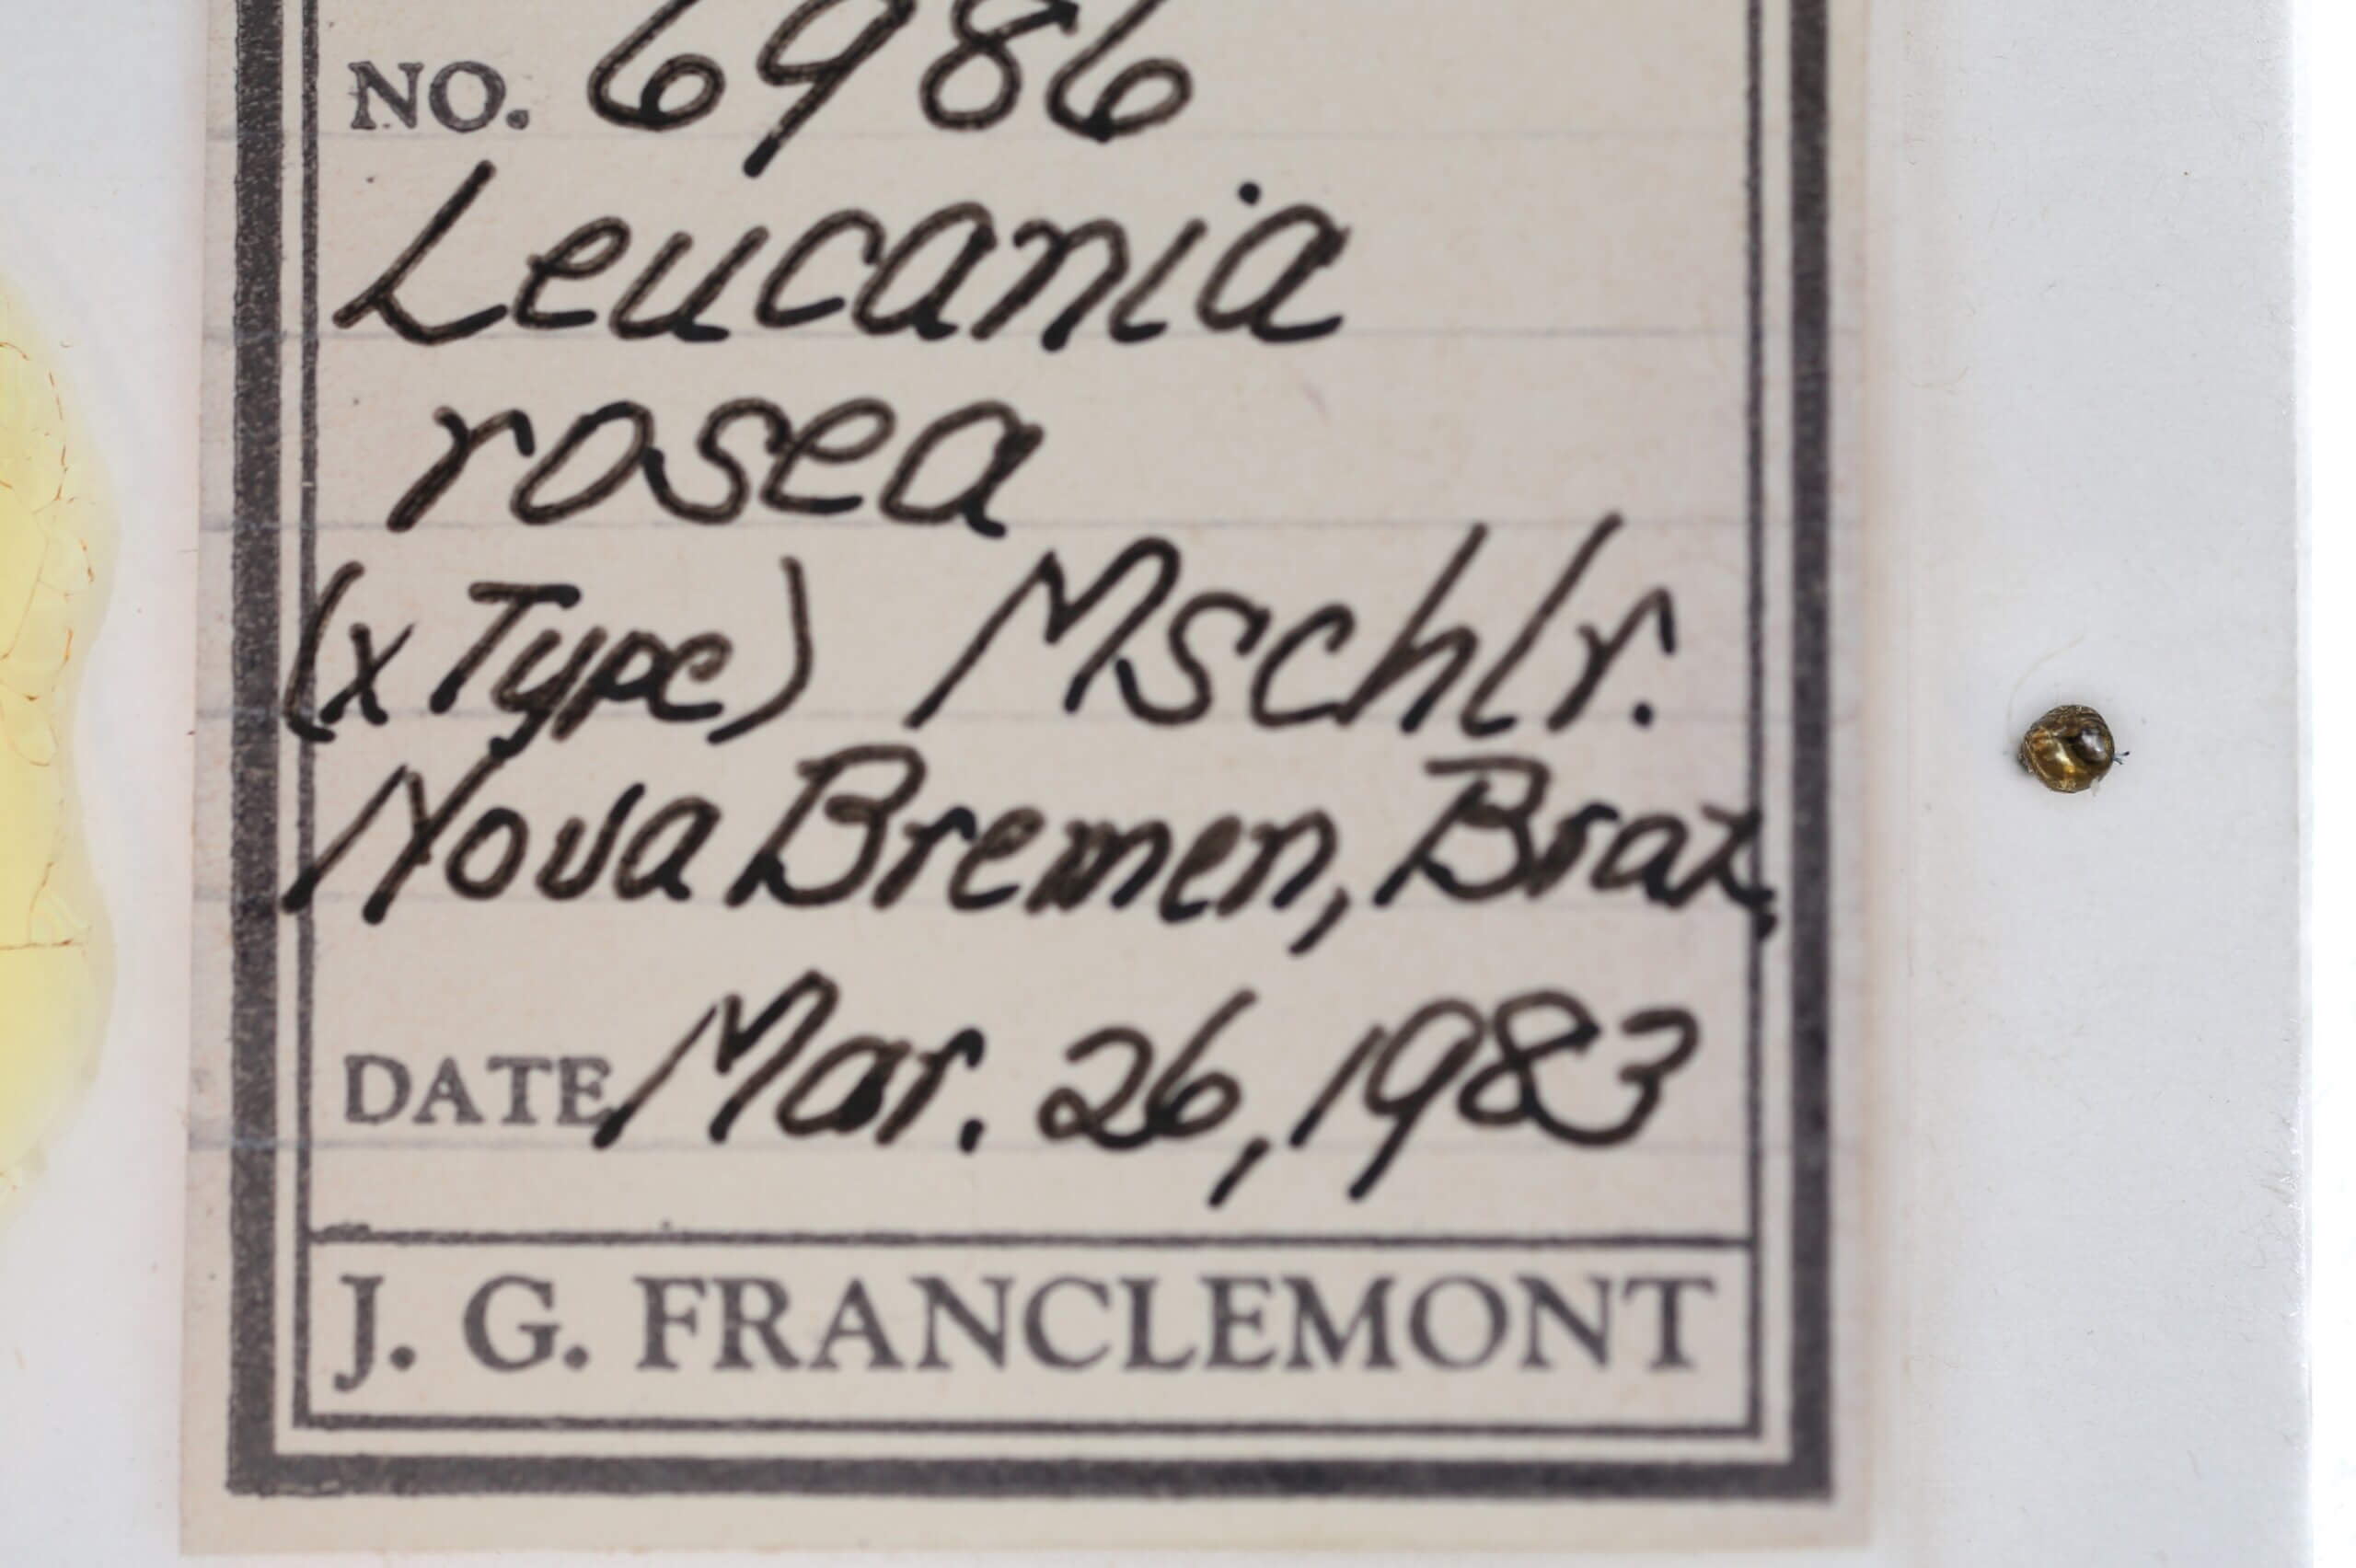 NO. 6986
Leucania
rosea
(x Type) Mschlr.
Nova Bremen, Braz.
DATE Mar. 26, 1983
J. G. FRANCLEMONT